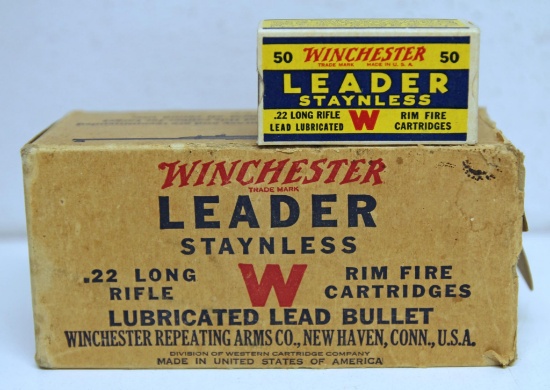 50 WINCHESTER 50
TRADE MARK MADE IN U.S.A.
LEADER
STAYNLESS
.22 LONG RIFLE W RIM FIRE
LEAD LUBRICATED CARTRIDGES
WINCHESTER
TRADE MARK
LEADER
STAYNLESS
.22 LONG W RIM FIRE
RIFLE CARTRIDGES
LUBRICATED LEAD BULLET
WINCHESTER REPEATING ARMS CO., NEW HAVEN, CONN., U.S.A.
DIVISION OF WESTERN CARTRIDGE COMPANY
MADE IN UNITED STATES OF AMERICA